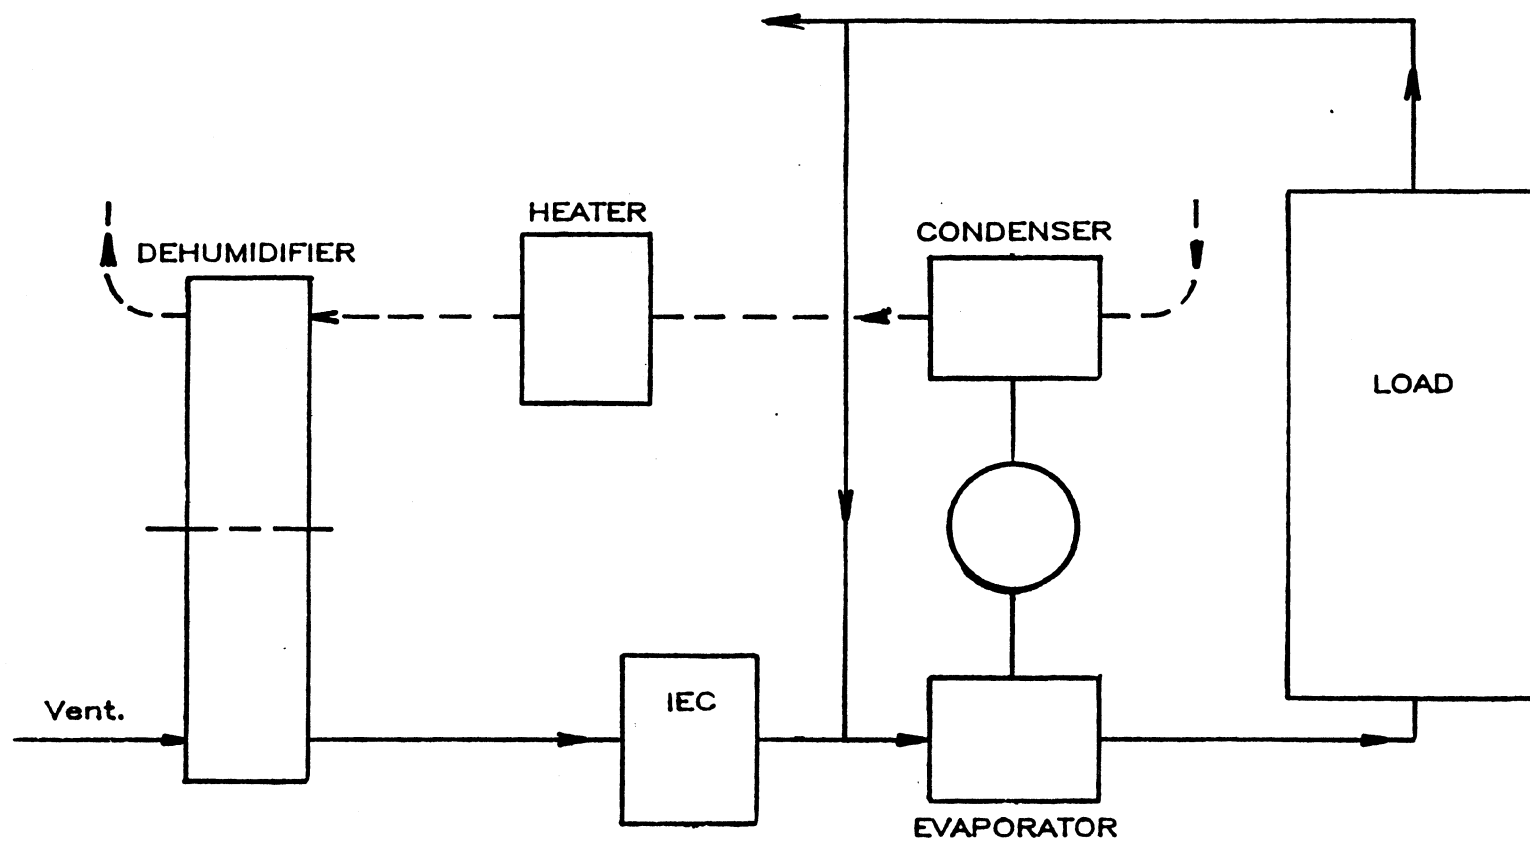 HEATER
CONDENSER
DEHUMIDIFIER
LOAD
IEC
Vent.
EVAPORATOR